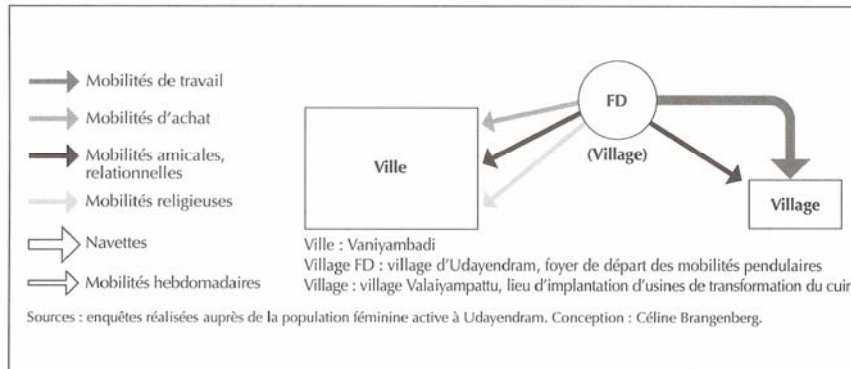 Mobilités de travail
Mobilités d'achat
Mobilités amicales,
relationnelles
Mobilités religieuses
Navettes
Mobilités hebdomadaires
FD
(Village)
Ville
Village
Ville : Vaniyambadi
Village FD : village d'Udayendram, foyer de départ des mobilités pendulaires
Village : village Valaiyampattu, lieu d'implantation d'usines de transformation du cuir
Sources : enquêtes réalisées auprès de la population féminine active à Udayendram. Conception : Céline Brangenberg.